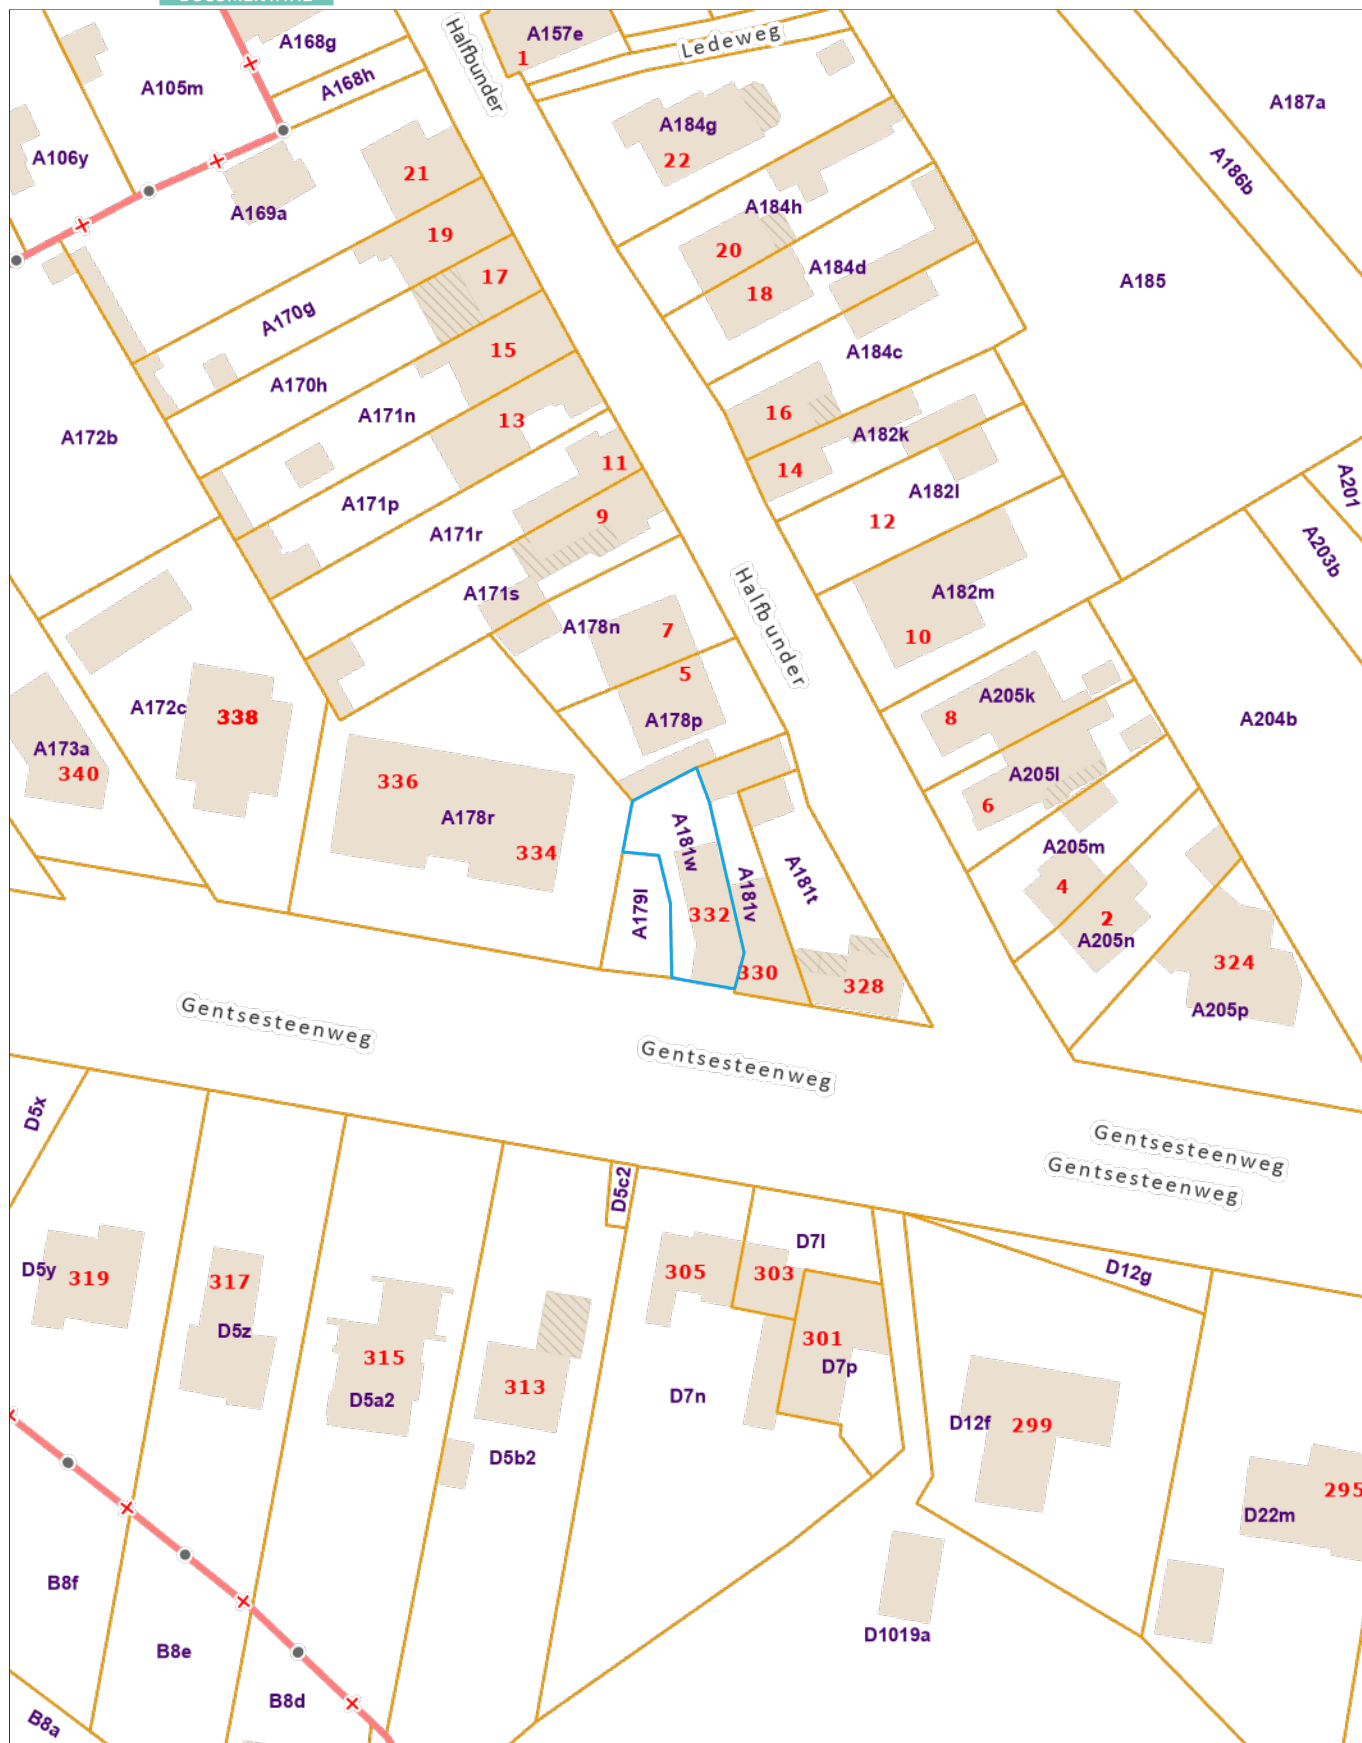 A168g
A157e
1
Halfbunder
Ledeweg
A105m
A168h
A187a
A106y
A184g
22
21
A186b
A169a
A184h
19
20
17
A184d
A185
18
A170g
15
A184c
A170h
16
A171n
13
A182k
A172b
11
14
A201
A182l
A171p
9
12
A171r
A203b
A171s
Halfbunder
A182m
A178n
7
10
5
A172c
338
A178p
A205k
8
A204b
A173a
340
336
A205l
6
A178r
A181w
A205m
334
A181v
A181t
4
A179l
332
2
A205n
330
328
324
A205p
Gentsesteenweg
Gentsesteenweg
D5x
Gentsesteenweg
Gentsesteenweg
D5c2
D7l
D5y
319
317
305
303
D12g
D5z
301
315
D7p
D5a2
313
D7n
D12f
299
D5b2
295
D22m
B8f
D1019a
B8e
B8d
B8a